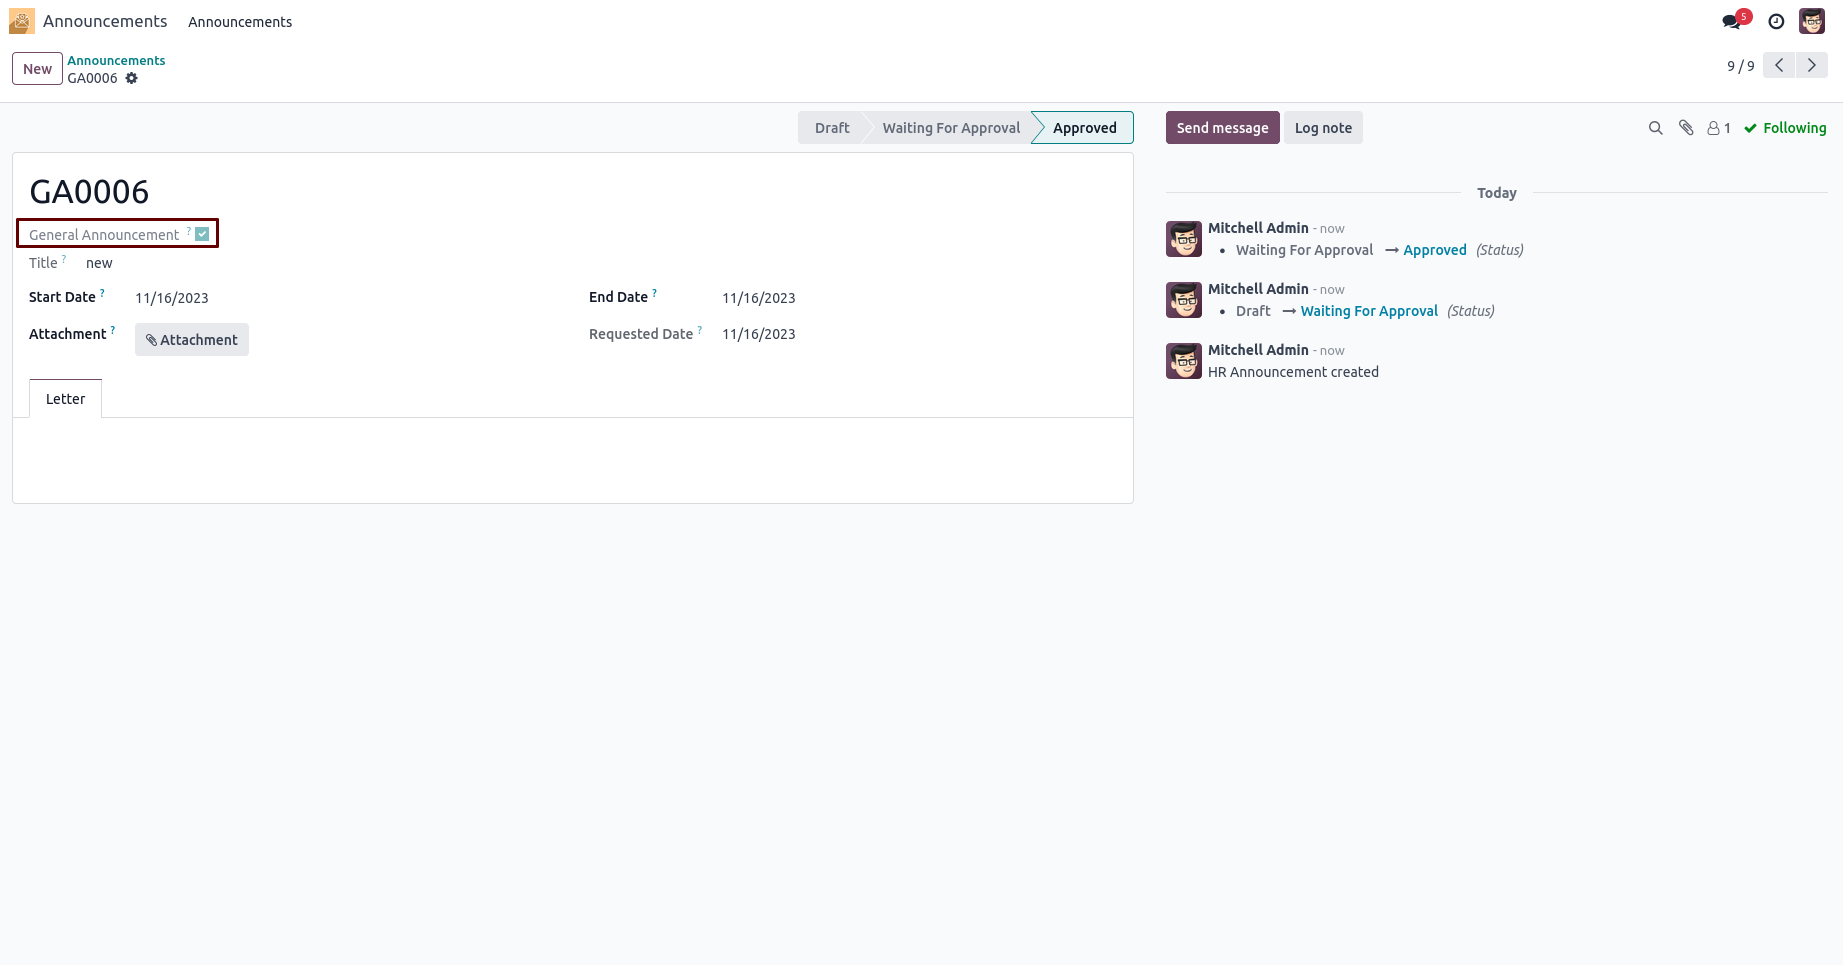 Announcements Announcements 5
New Announcements
GA0006
9 / 9
Draft Waiting For Approval Approved
Send message Log note 1 Following
GA0006
General Announcement ?
Title ? new
Start Date ? 11/16/2023 End Date ? 11/16/2023
Attachment ? Attachment Requested Date ? 11/16/2023
Letter
Today
Mitchell Admin - now
• Waiting For Approval → Approved (Status)
Mitchell Admin - now
• Draft → Waiting For Approval (Status)
Mitchell Admin - now
HR Announcement created